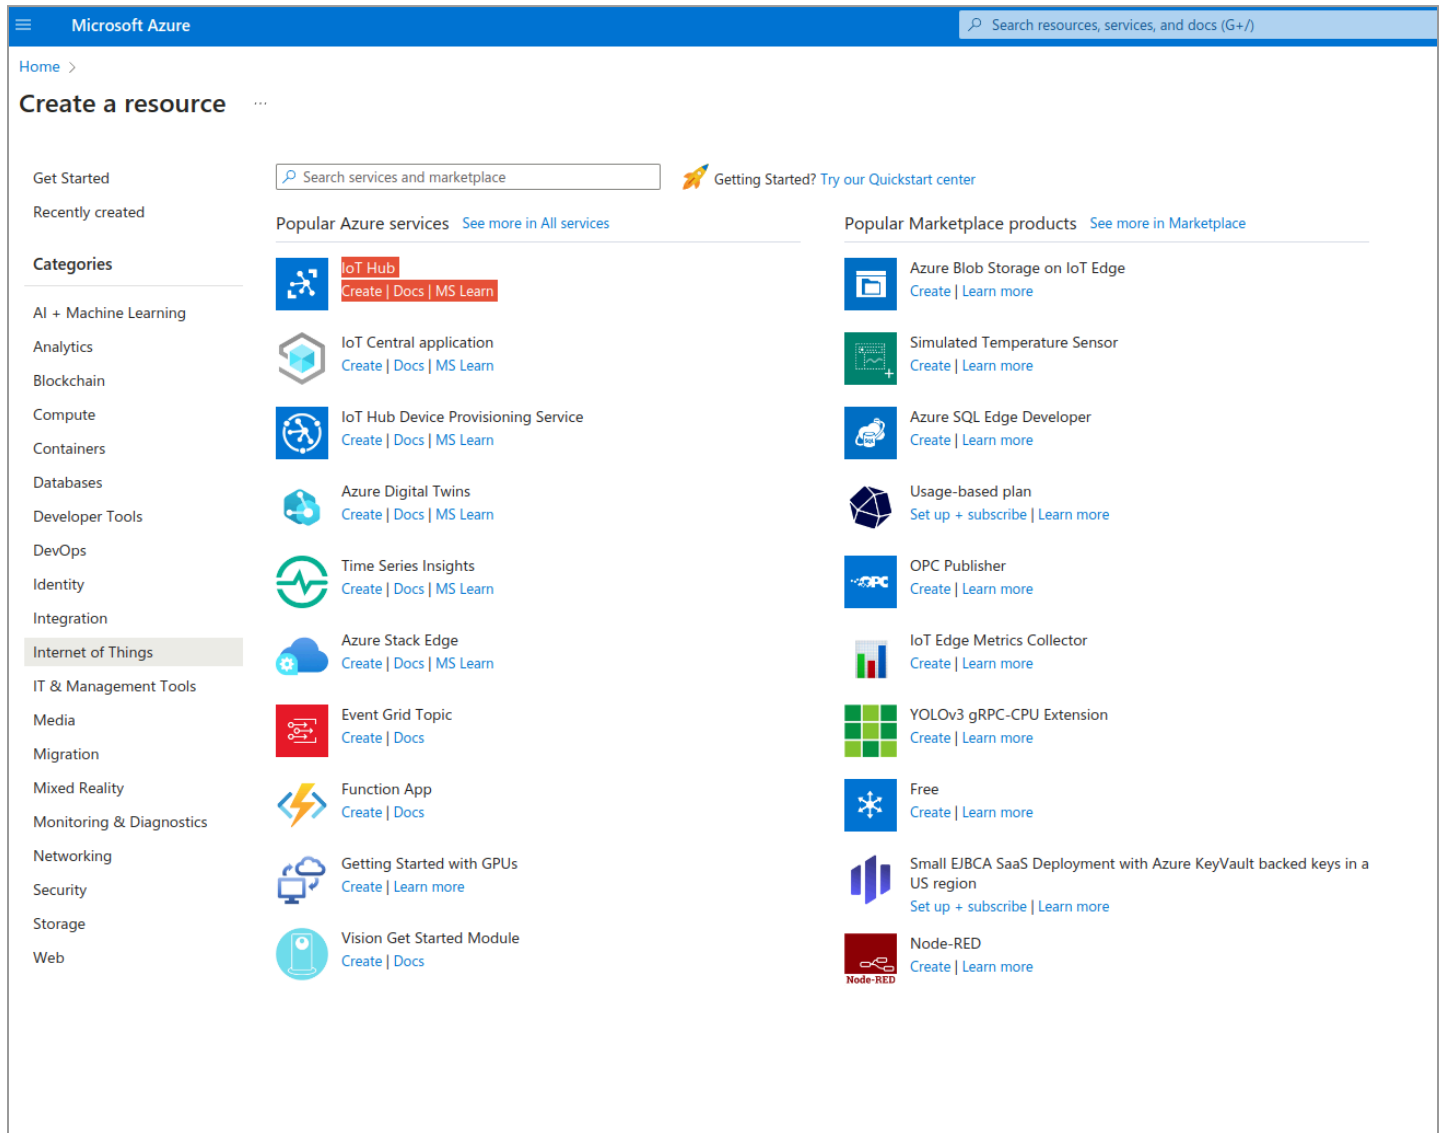 Microsoft Azure
Search resources, services, and docs (G+/)
Home >
Create a resource ...
Get Started
Recently created
Categories
AI + Machine Learning
Analytics
Blockchain
Compute
Containers
Databases
Developer Tools
DevOps
Identity
Integration
Internet of Things
IT & Management Tools
Media
Migration
Mixed Reality
Monitoring & Diagnostics
Networking
Security
Storage
Web
Search services and marketplace
Getting Started? Try our Quickstart center
Popular Azure services See more in All services
IoT Hub
Create | Docs | MS Learn
IoT Central application
Create | Docs | MS Learn
IoT Hub Device Provisioning Service
Create | Docs | MS Learn
Azure Digital Twins
Create | Docs | MS Learn
Time Series Insights
Create | Docs | MS Learn
Azure Stack Edge
Create | Docs | MS Learn
Event Grid Topic
Create | Docs
Function App
Create | Docs
Getting Started with GPUs
Create | Learn more
Vision Get Started Module
Create | Docs
Popular Marketplace products See more in Marketplace
Azure Blob Storage on IoT Edge
Create | Learn more
Simulated Temperature Sensor
Create | Learn more
SQL
Azure SQL Edge Developer
Create | Learn more
Usage-based plan
Set up + subscribe | Learn more
OPC
OPC Publisher
Create | Learn more
IoT Edge Metrics Collector
Create | Learn more
YOLOv3 gRPC-CPU Extension
Create | Learn more
Free
Create | Learn more
Small EJBCA SaaS Deployment with Azure KeyVault backed keys in a
US region
Set up + subscribe | Learn more
Node-RED
Node-RED
Create | Learn more